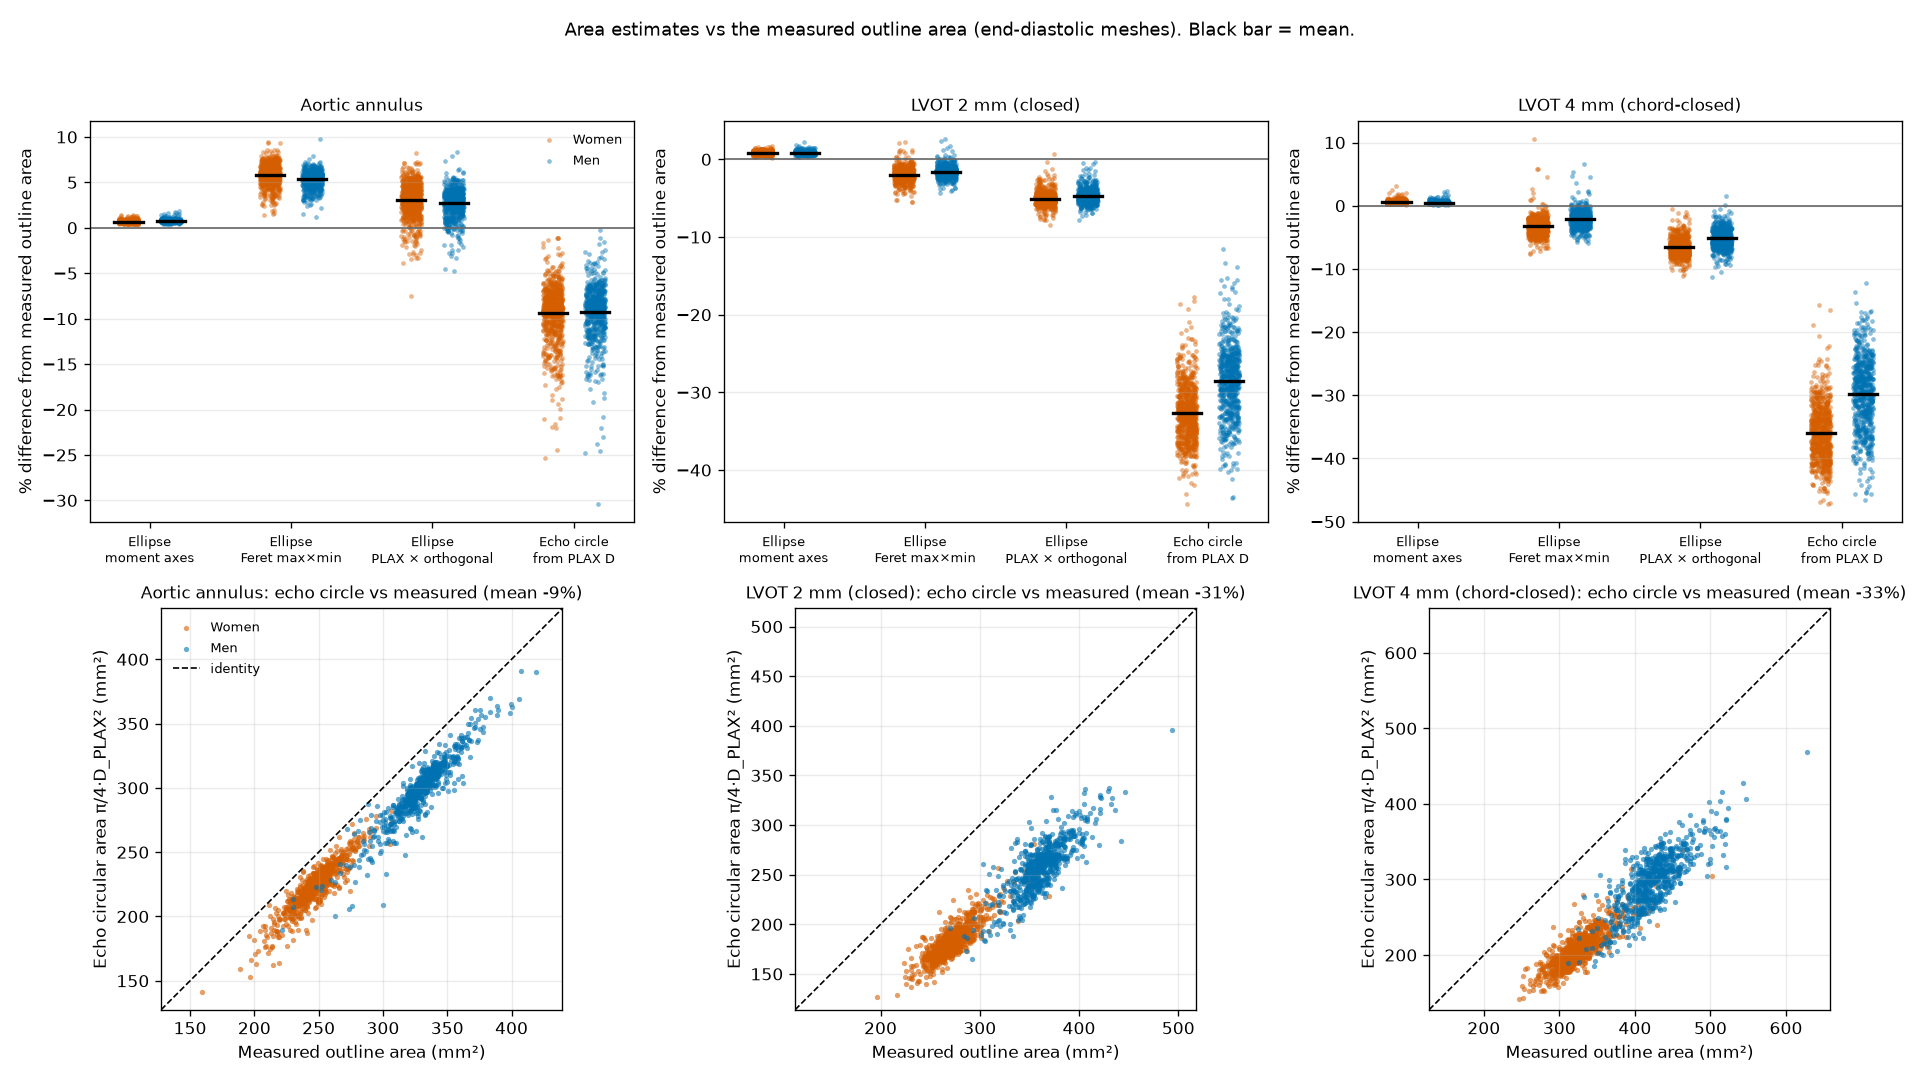 Area estimates vs the measured outline area (end-diastolic meshes). Black bar = mean.
Aortic annulus
% difference from measured outline area
10
5
0
−5
−10
−15
−20
−25
−30
Women
Men
Ellipse
moment axes
Ellipse
Feret max×min
Ellipse
PLAX × orthogonal
Echo circle
from PLAX D
LVOT 2 mm (closed)
% difference from measured outline area
0
−10
−20
−30
−40
Ellipse
moment axes
Ellipse
Feret max×min
Ellipse
PLAX × orthogonal
Echo circle
from PLAX D
LVOT 4 mm (chord-closed)
% difference from measured outline area
10
0
−10
−20
−30
−40
−50
Ellipse
moment axes
Ellipse
Feret max×min
Ellipse
PLAX × orthogonal
Echo circle
from PLAX D
Aortic annulus: echo circle vs measured (mean -9%)
Echo circular area π/4·D_PLAX² (mm²)
400
350
300
250
200
150
Women
Men
identity
150 200 250 300 350 400
Measured outline area (mm²)
LVOT 2 mm (closed): echo circle vs measured (mean -31%)
Echo circular area π/4·D_PLAX² (mm²)
500
450
400
350
300
250
200
150
200 300 400 500
Measured outline area (mm²)
LVOT 4 mm (chord-closed): echo circle vs measured (mean -33%)
Echo circular area π/4·D_PLAX² (mm²)
600
500
400
300
200
200 300 400 500 600
Measured outline area (mm²)